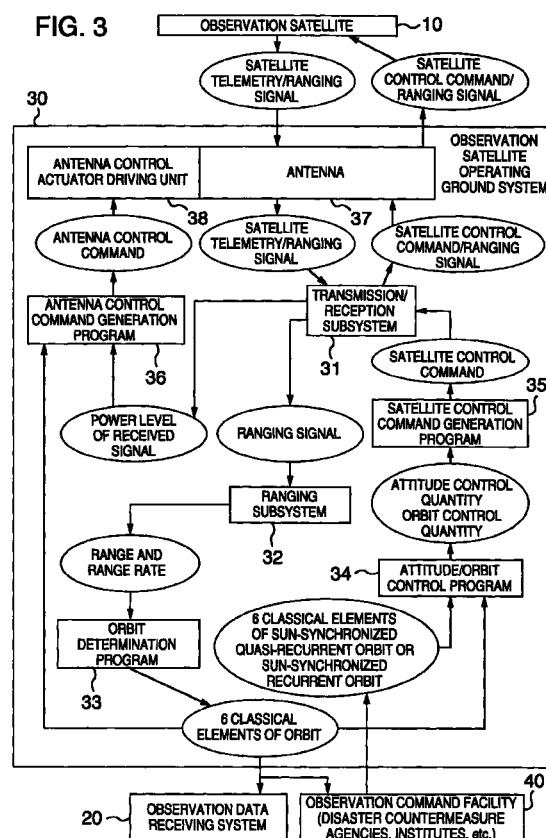 FIG. 3
OBSERVATION SATELLITE
10
SATELLITE
TELEMETRY/RANGING
SIGNAL
SATELLITE
CONTROL COMMAND/
RANGING SIGNAL
30
ANTENNA CONTROL
ACTUATOR DRIVING UNIT
ANTENNA
OBSERVATION
SATELLITE
OPERATING
GROUND SYSTEM
38
37
ANTENNA CONTROL
COMMAND
SATELLITE
TELEMETRY/RANGING
SIGNAL
SATELLITE CONTROL
COMMAND/RANGING
SIGNAL
ANTENNA CONTROL
COMMAND GENERATION
PROGRAM
36
TRANSMISSION/
RECEPTION
SUBSYSTEM
31
SATELLITE CONTROL
COMMAND
35
POWER LEVEL
OF RECEIVED
SIGNAL
RANGING SIGNAL
SATELLITE CONTROL
COMMAND GENERATION
PROGRAM
RANGING
SUBSYSTEM
32
ATTITUDE CONTROL
QUANTITY
ORBIT CONTROL
QUANTITY
RANGE AND
RANGE RATE
34
ATTITUDE/ORBIT
CONTROL PROGRAM
ORBIT
DETERMINATION
PROGRAM
33
6 CLASSICAL ELEMENTS
OF SUN-SYNCHRONIZED
QUASI-RECURRENT ORBIT OR
SUN-SYNCHRONIZED
RECURRENT ORBIT
6 CLASSICAL
ELEMENTS OF ORBIT
20
OBSERVATION DATA
RECEIVING SYSTEM
40
OBSERVATION COMMAND FACILITY
(DISASTER COUNTERMEASURE
AGENCIES, INSTITUTES, etc.)